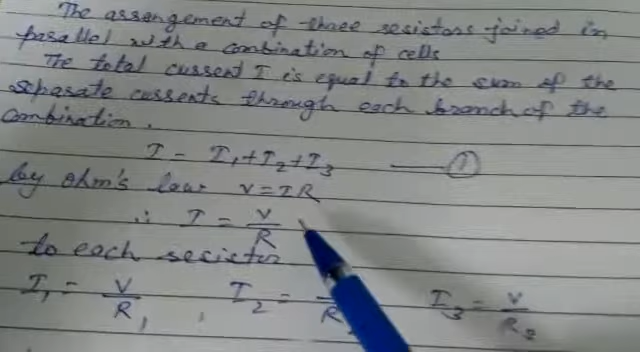 The arrangement of three resistors joined in
parallel with a combination of cells
The total current I is equal to the sum of the
separate currents through each branch of the
combination.
I = I₁+I₂+I₃ —— ①
by ohm's law V=IR
∴ I = V/R
to each resistor
I₁ = V/R₁ , I₂ = /R I₃ = V/R₃